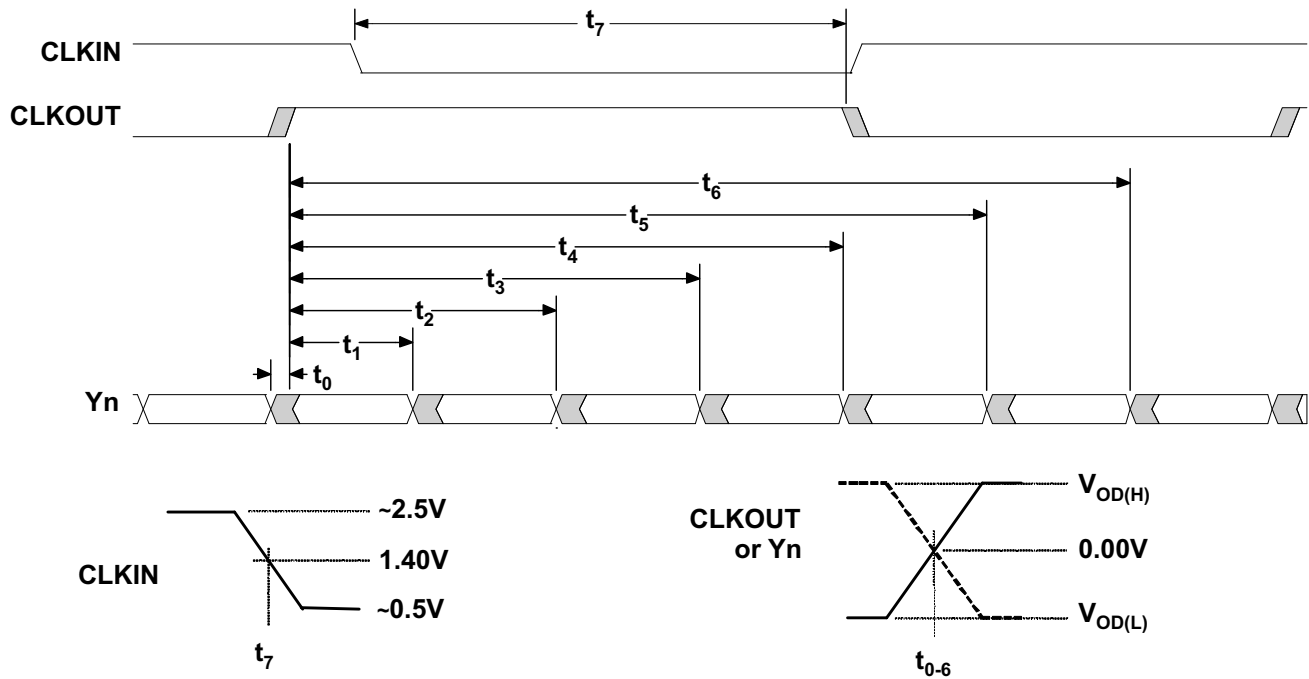 t7
CLKIN
CLKOUT
t6
t5
t4
t3
t2
t1
t0
Yn
~2.5V
1.40V
~0.5V
CLKIN
t7
CLKOUT
or Yn
VOD(H)
0.00V
VOD(L)
t0-6